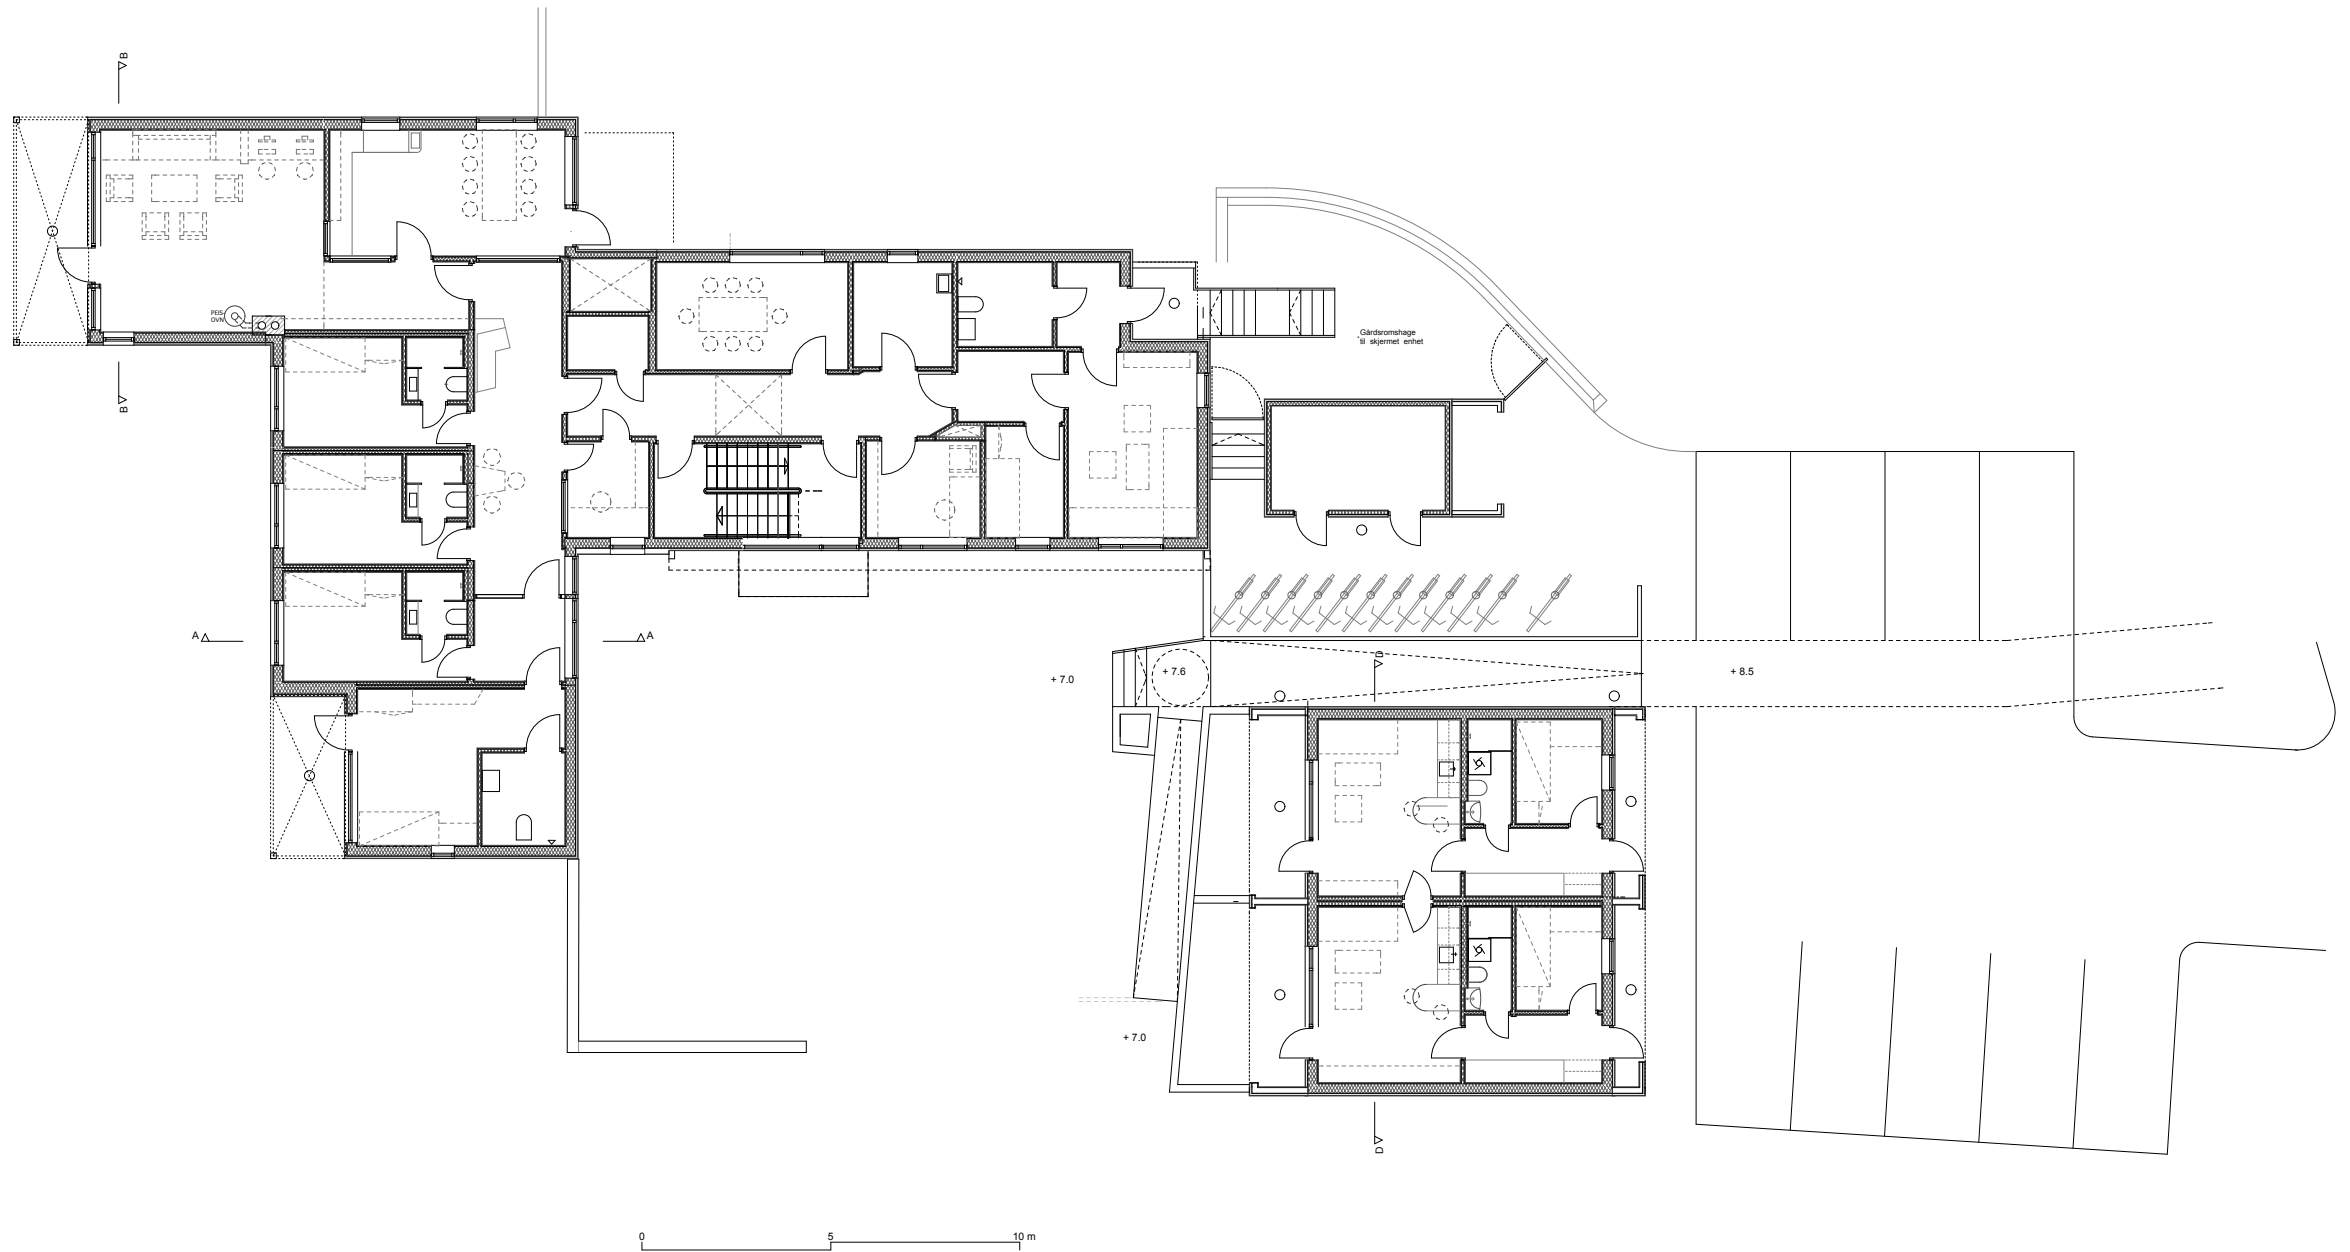 B
PEIS-
OVN
B
Gårdsromshage
til skjermet enhet
A
A
D
+ 7.0
+ 7.6
+ 8.5
+ 7.0
D
0 5 10 m